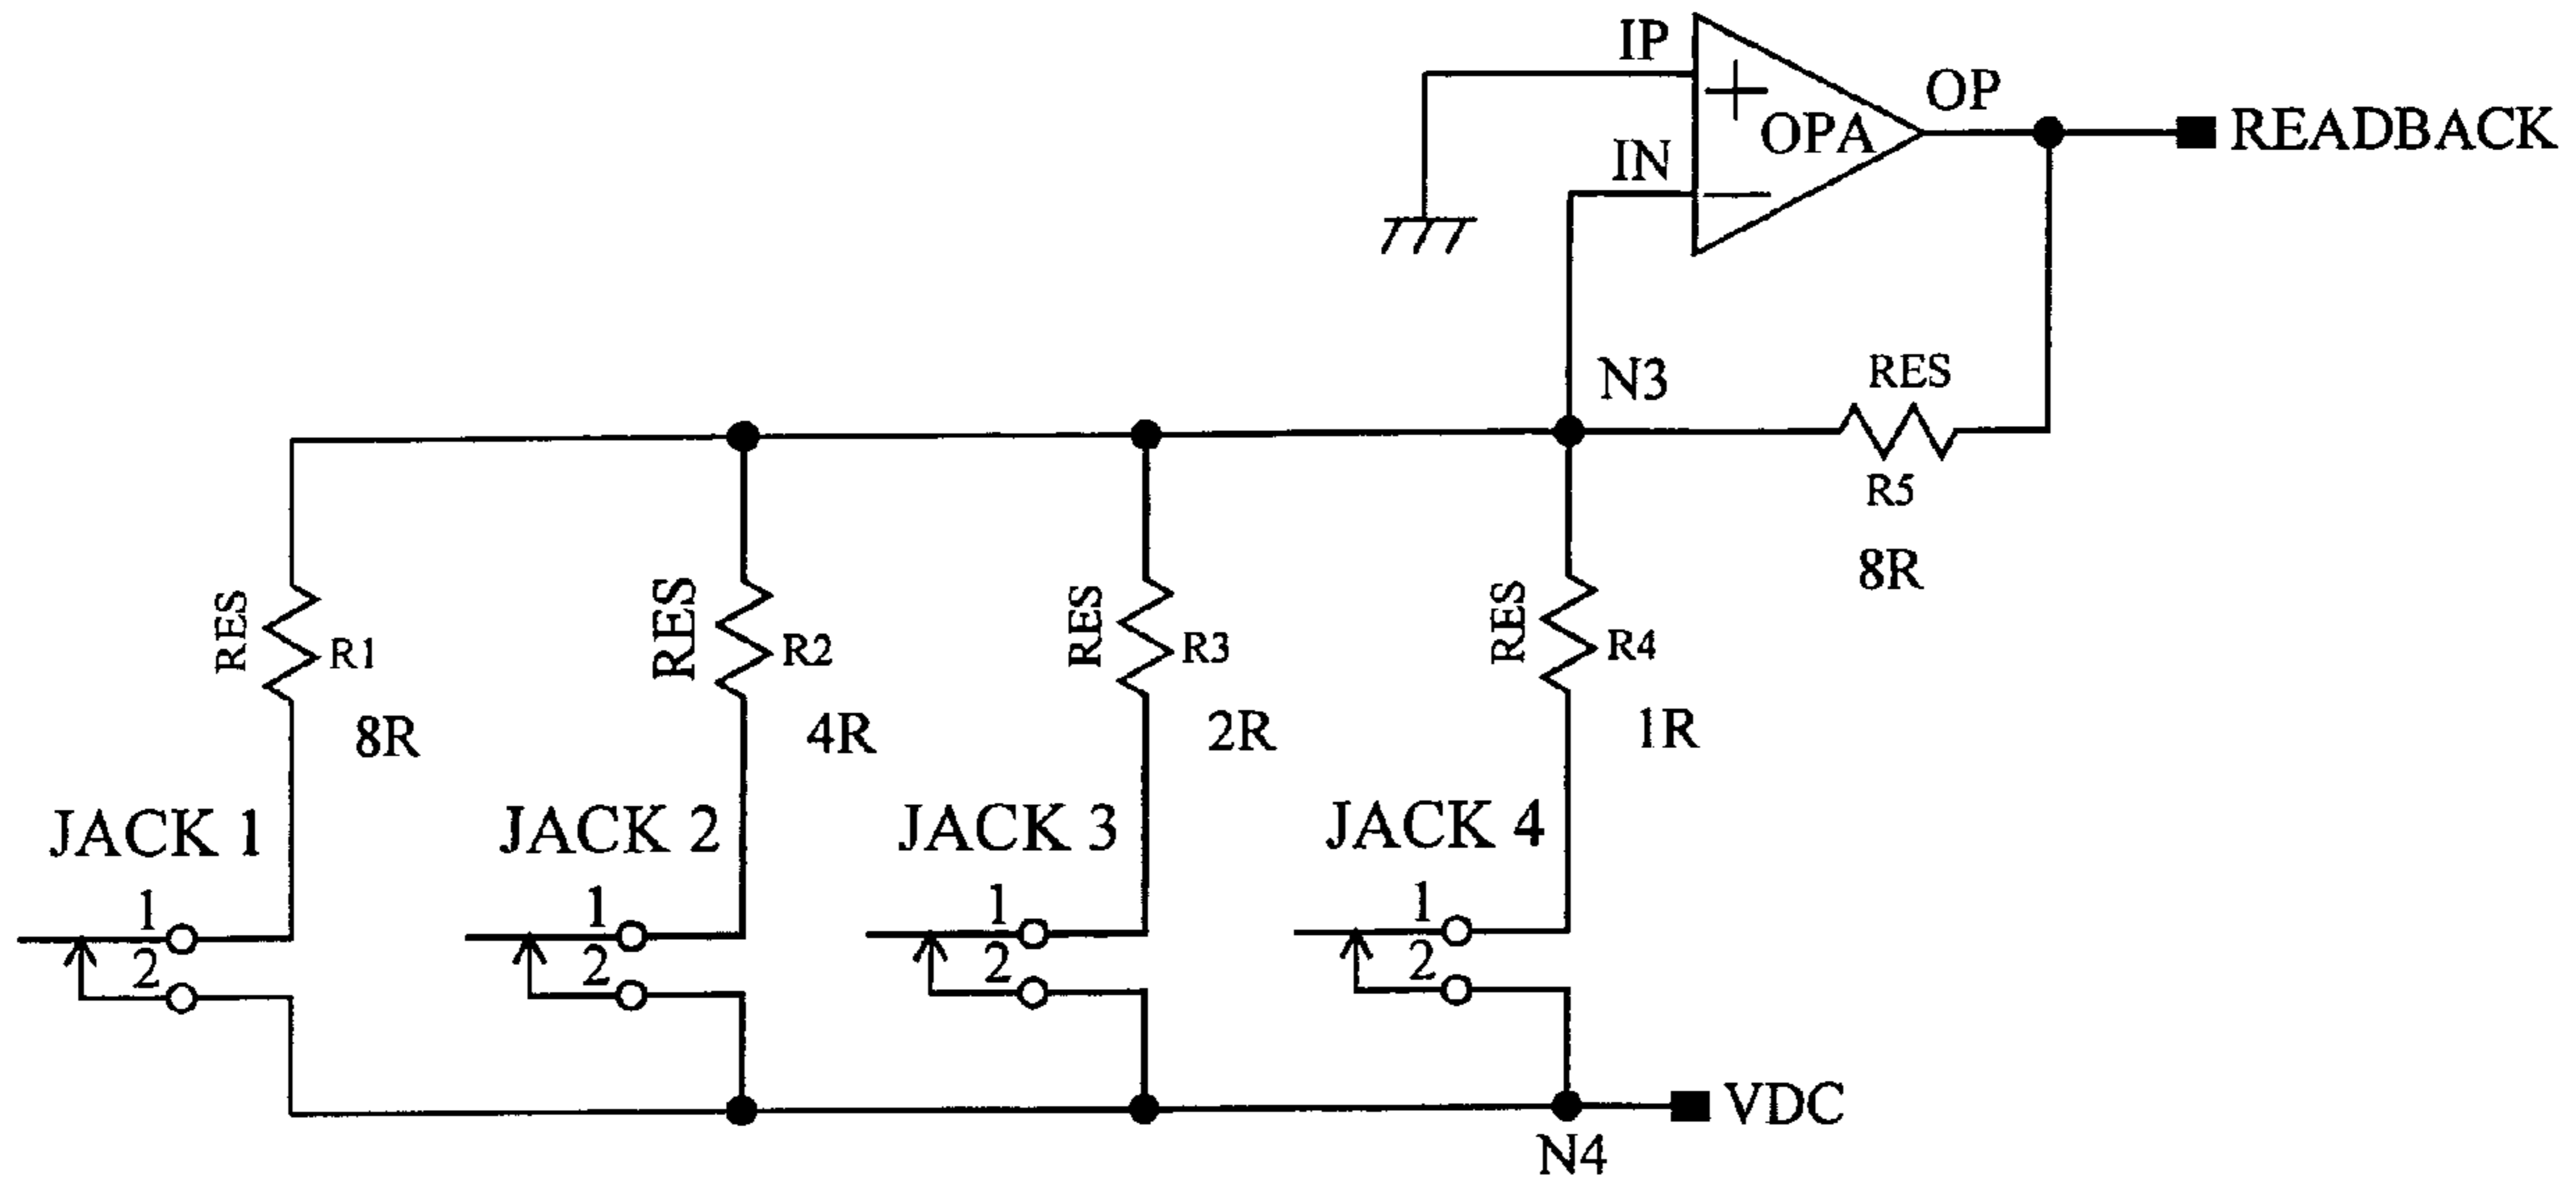 IP
+
OPA
OP
READBACK
IN
N3
RES
R5
8R
RES
R1
8R
RES
R2
4R
RES
R3
2R
RES
R4
1R
JACK 1
1
2
JACK 2
1
2
JACK 3
1
2
JACK 4
1
2
VDC
N4